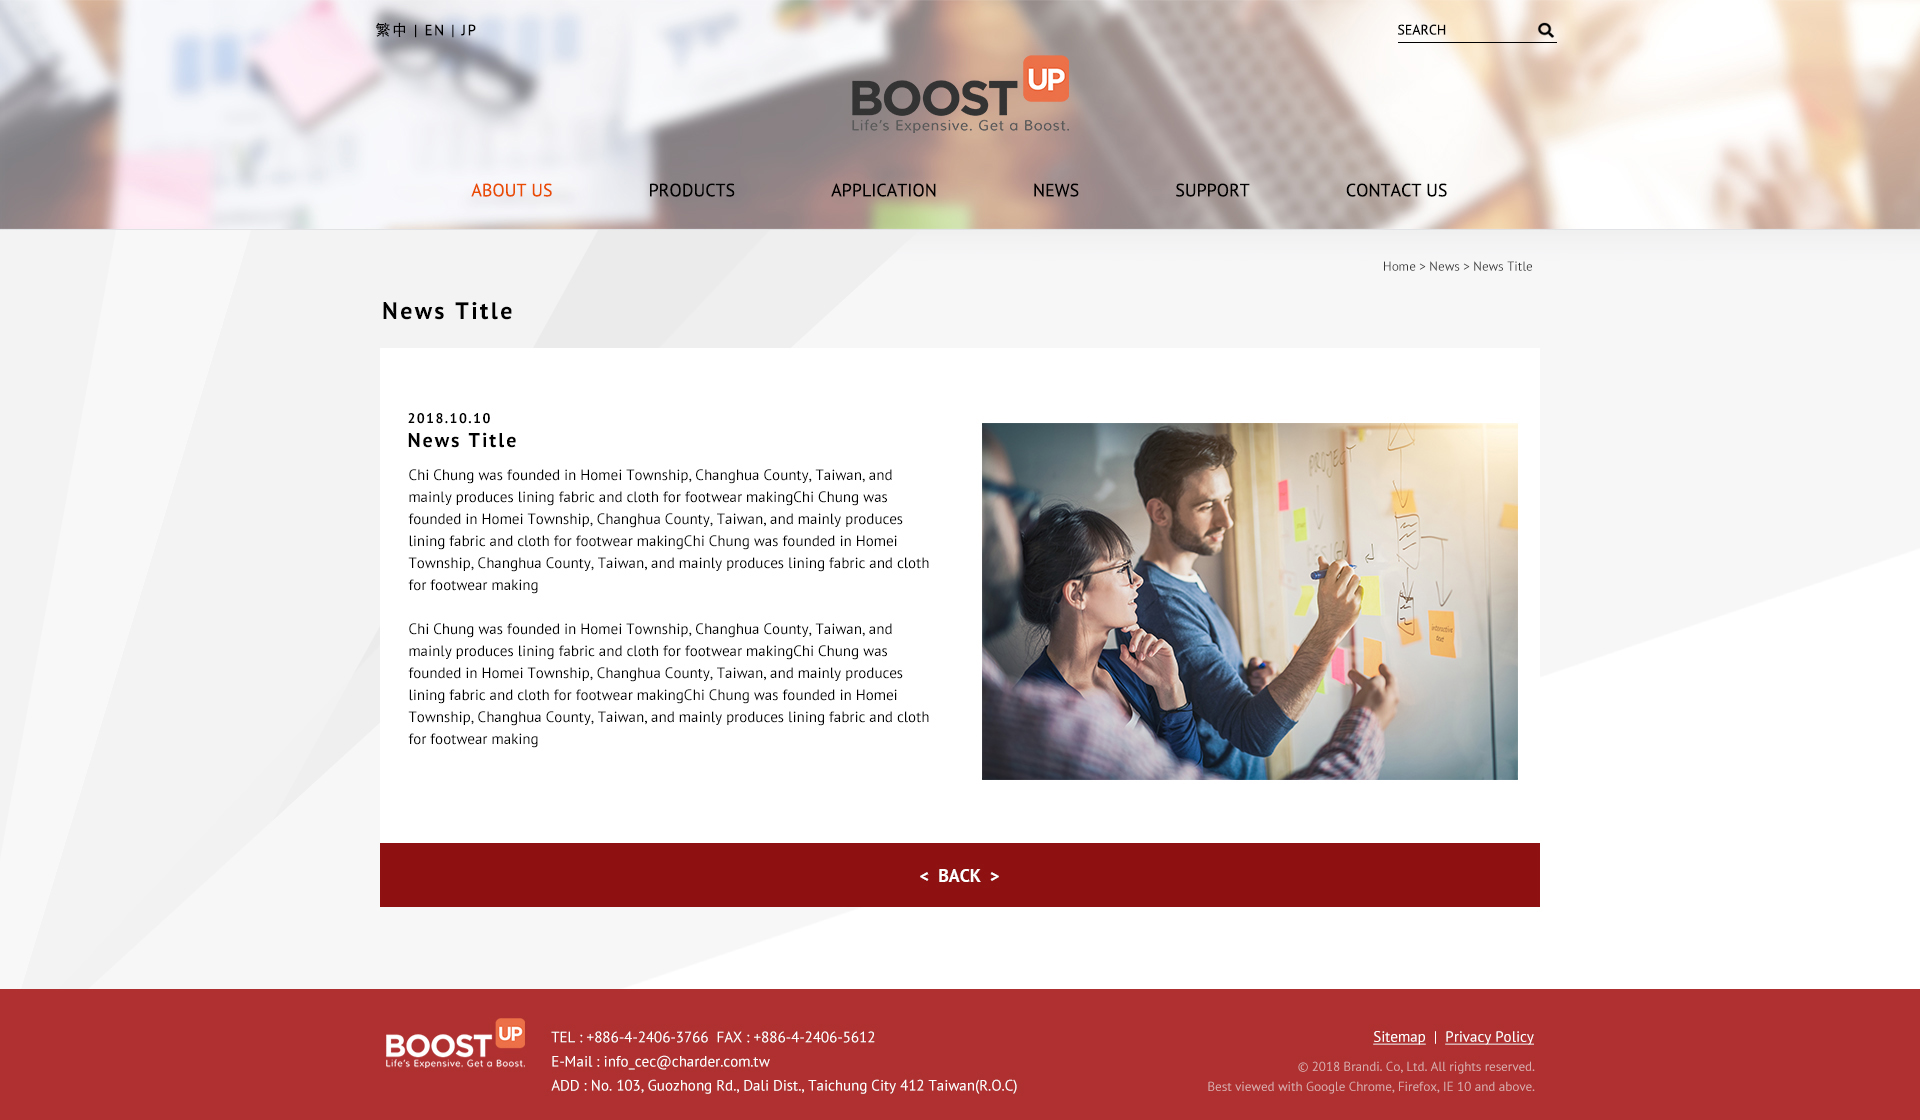 繁中 | EN | JP
SEARCH
BOOST UP
Life's Expensive. Get a Boost.
ABOUT US PRODUCTS APPLICATION NEWS SUPPORT CONTACT US
Home > News > News Title
News Title
2018.10.10
News Title
Chi Chung was founded in Homei Township, Changhua County, Taiwan, and
mainly produces lining fabric and cloth for footwear makingChi Chung was
founded in Homei Township, Changhua County, Taiwan, and mainly produces
lining fabric and cloth for footwear makingChi Chung was founded in Homei
Township, Changhua County, Taiwan, and mainly produces lining fabric and cloth
for footwear making
Chi Chung was founded in Homei Township, Changhua County, Taiwan, and
mainly produces lining fabric and cloth for footwear makingChi Chung was
founded in Homei Township, Changhua County, Taiwan, and mainly produces
lining fabric and cloth for footwear makingChi Chung was founded in Homei
Township, Changhua County, Taiwan, and mainly produces lining fabric and cloth
for footwear making
PROJECT
DESIGN
interactive
text
< BACK >
BOOST UP
Life's Expensive. Get a Boost.
TEL : +886-4-2406-3766 FAX : +886-4-2406-5612
E-Mail : info_cec@charder.com.tw
ADD : No. 103, Guozhong Rd., Dali Dist., Taichung City 412 Taiwan(R.O.C)
Sitemap | Privacy Policy
© 2018 Brandi. Co, Ltd. All rights reserved.
Best viewed with Google Chrome, Firefox, IE 10 and above.